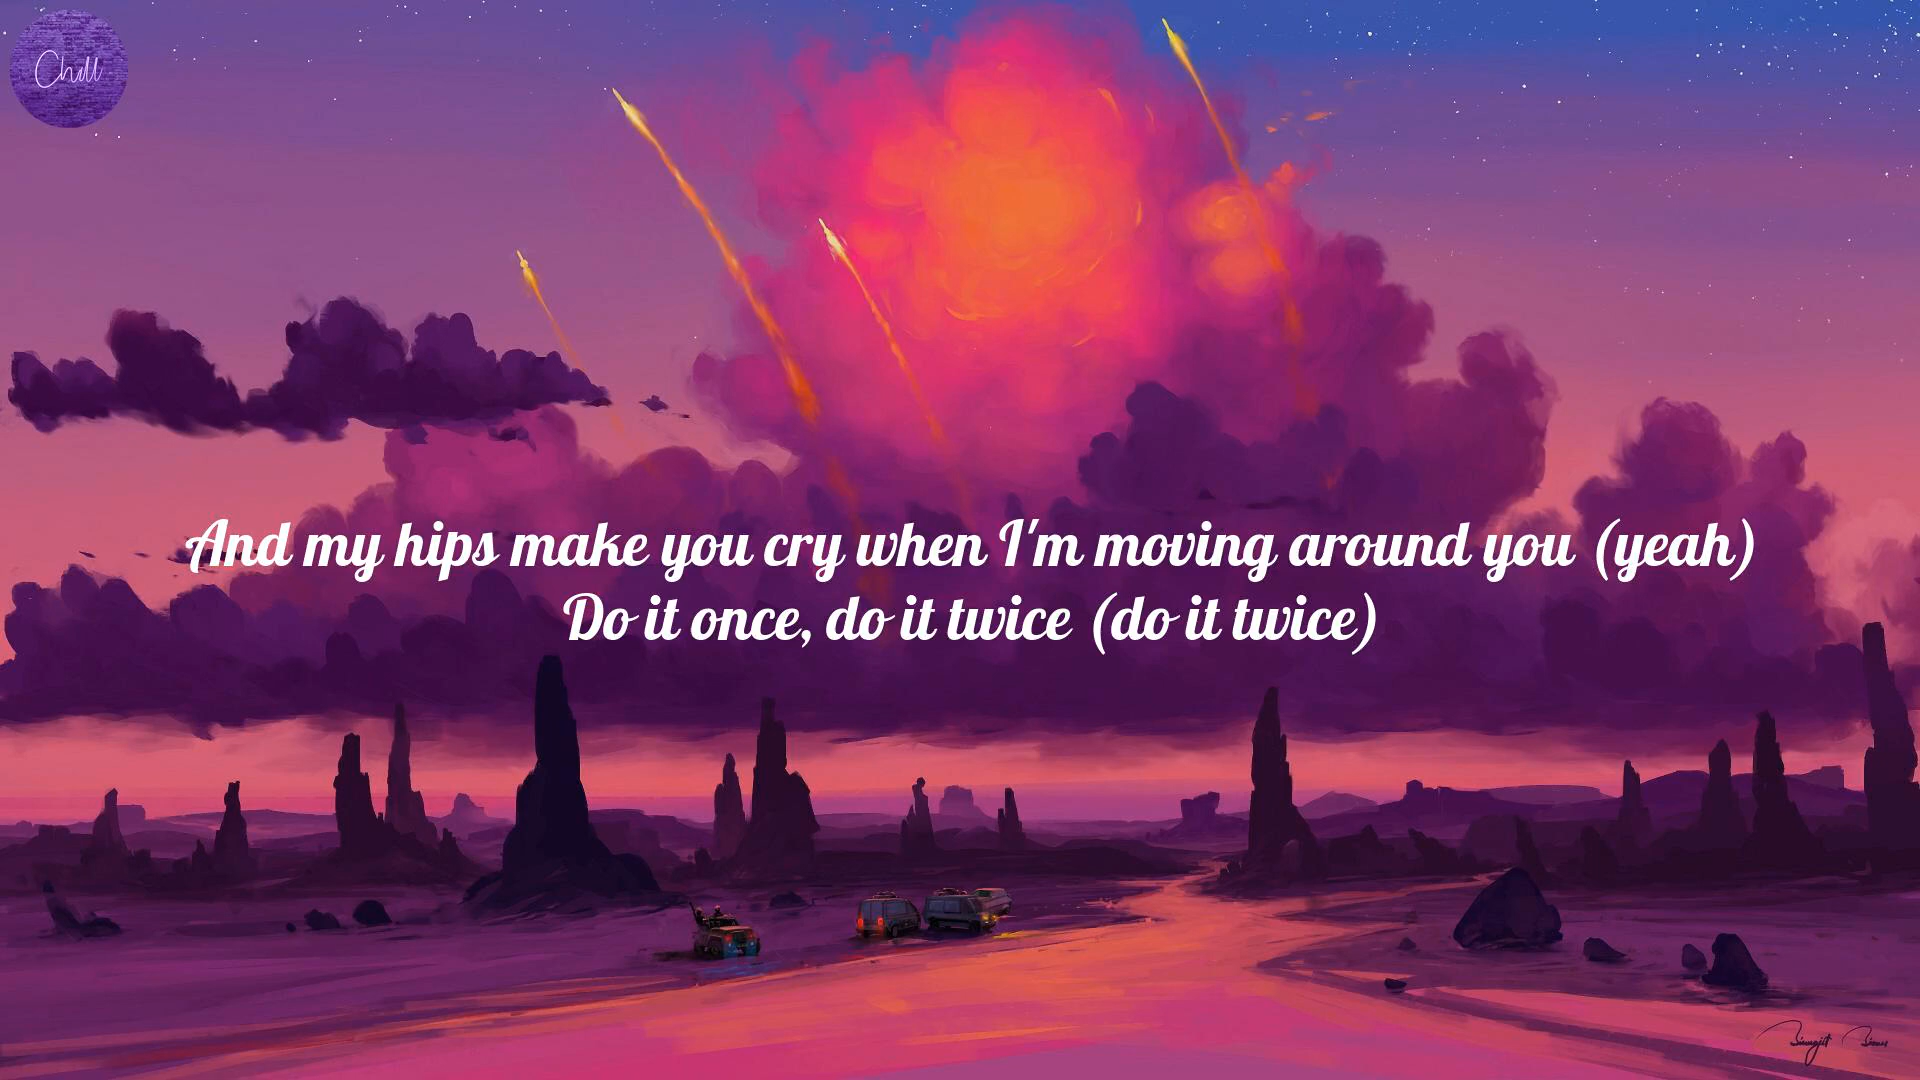 Chill
And my hips make you cry when I'm moving around you (yeah)
Do it once, do it twice (do it twice)